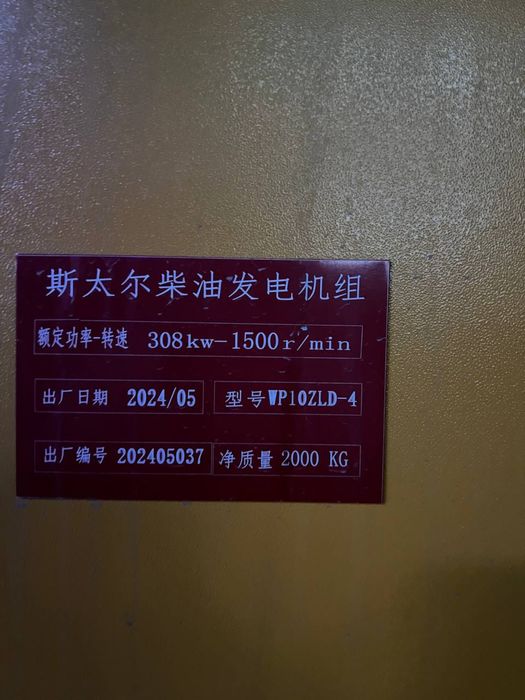 斯太尔柴油发电机组
额定功率-转速 308kw-1500r/min
出厂日期 2024/05 型号WP10ZLD-4
出厂编号 202405037 净质量 2000 KG